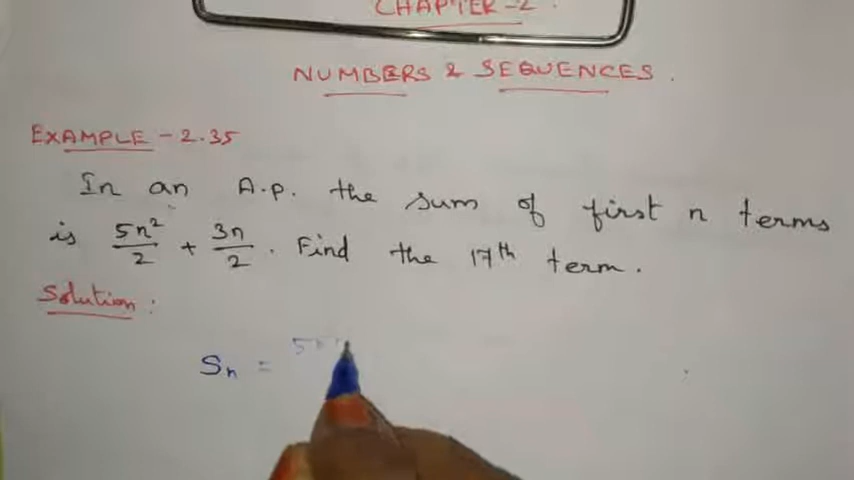 CHAPTER-2
NUMBERS & SEQUENCES.
EXAMPLE - 2.35
In an A.P. the sum of first n terms
is 5n²/2 + 3n/2. Find the 17th term.
Solution:
Sn = 5